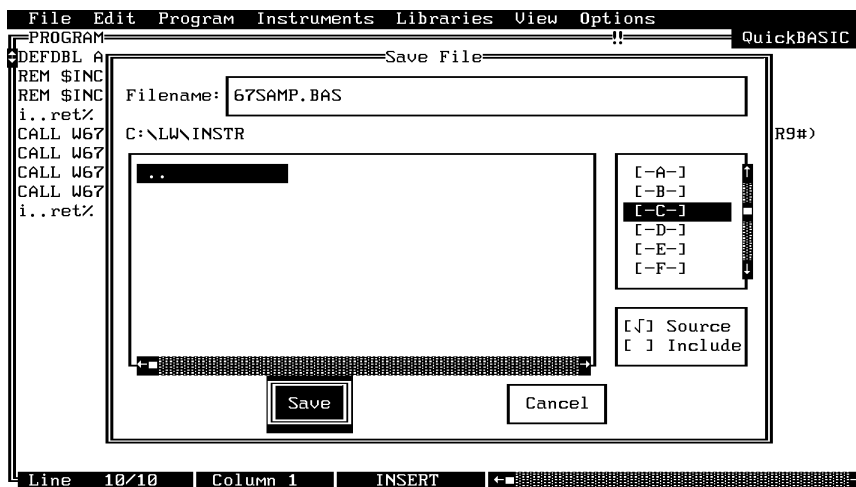 File Edit Program Instruments Libraries View Options
PROGRAM !! QuickBASIC
DEFDBL A Save File
REM $INC
REM $INC Filename: 67SAMP.BAS
i..ret%
CALL W67 C:\LW\INSTR R9#)
CALL W67
CALL W67 .. [-A-]
CALL W67 [-B-]
i..ret% [-C-]
[-D-]
[-E-]
[-F-]
[√] Source
[ ] Include
Save Cancel
Line 10/10 Column 1 INSERT